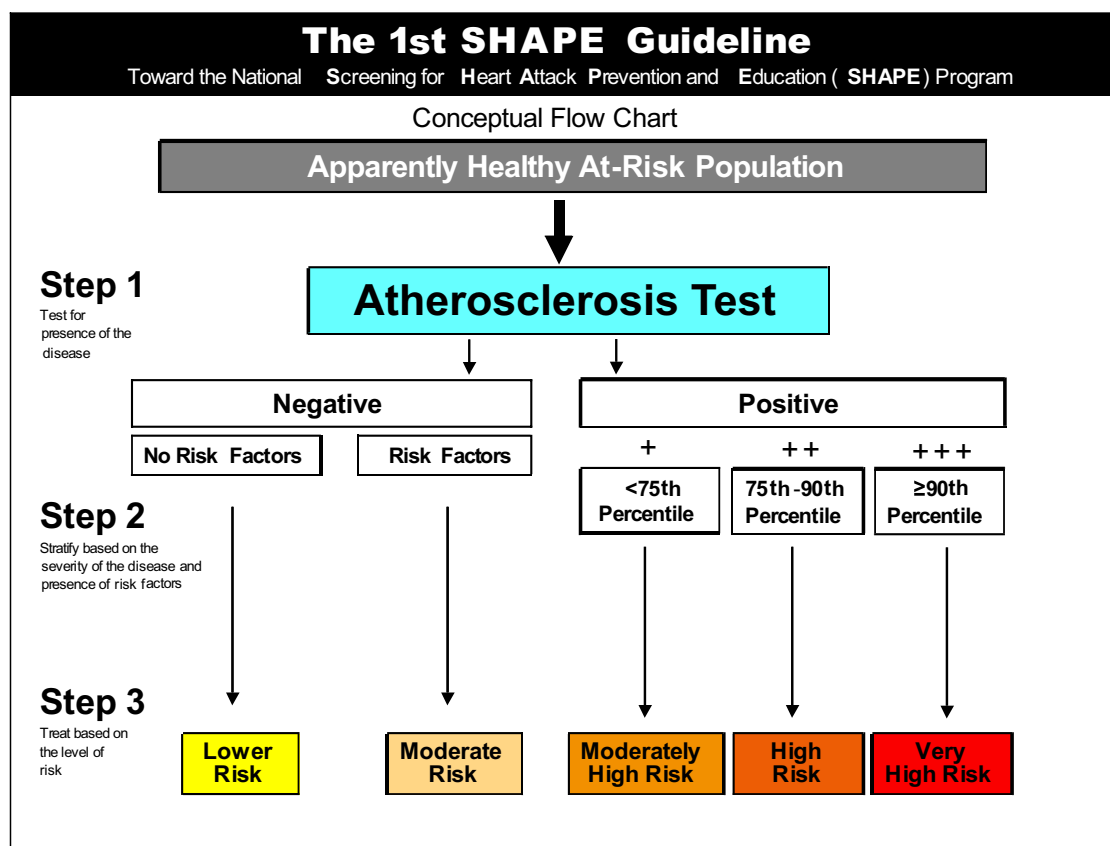 The 1st SHAPE Guideline
Toward the National Screening for Heart Attack Prevention and Education (SHAPE) Program
Conceptual Flow Chart
Apparently Healthy At-Risk Population
Step 1
Test for
presence of the
disease
Atherosclerosis Test
Negative
Positive
No Risk Factors
Risk Factors
+
++
+++
<75th
Percentile
75th-90th
Percentile
≥90th
Percentile
Step 2
Stratify based on the
severity of the disease and
presence of risk factors
Step 3
Treat based on
the level of
risk
Lower
Risk
Moderate
Risk
Moderately
High Risk
High
Risk
Very
High Risk